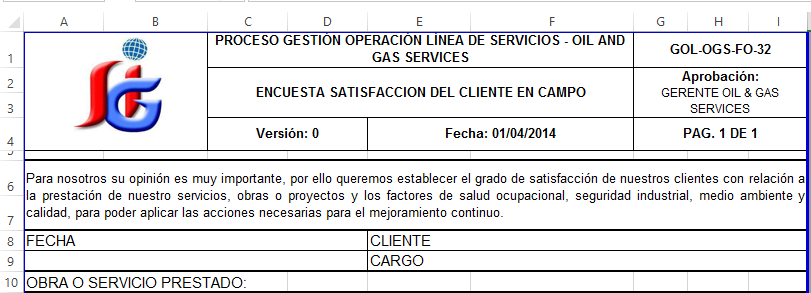 A B C D E F G H I
1 PROCESO GESTIÓN OPERACIÓN LÍNEA DE SERVICIOS - OIL AND GOL-OGS-FO-32
GAS SERVICES
2 ENCUESTA SATISFACCION DEL CLIENTE EN CAMPO Aprobación:
3 GERENTE OIL & GAS
SERVICES
4 Versión: 0 Fecha: 01/04/2014 PAG. 1 DE 1
5
6 Para nosotros su opinión es muy importante, por ello queremos establecer el grado de satisfacción de nuestros clientes con relación a
la prestación de nuestro servicios, obras o proyectos y los factores de salud ocupacional, seguridad industrial, medio ambiente y
7 calidad, para poder aplicar las acciones necesarias para el mejoramiento continuo.
8 FECHA CLIENTE
9 CARGO
10 OBRA O SERVICIO PRESTADO: